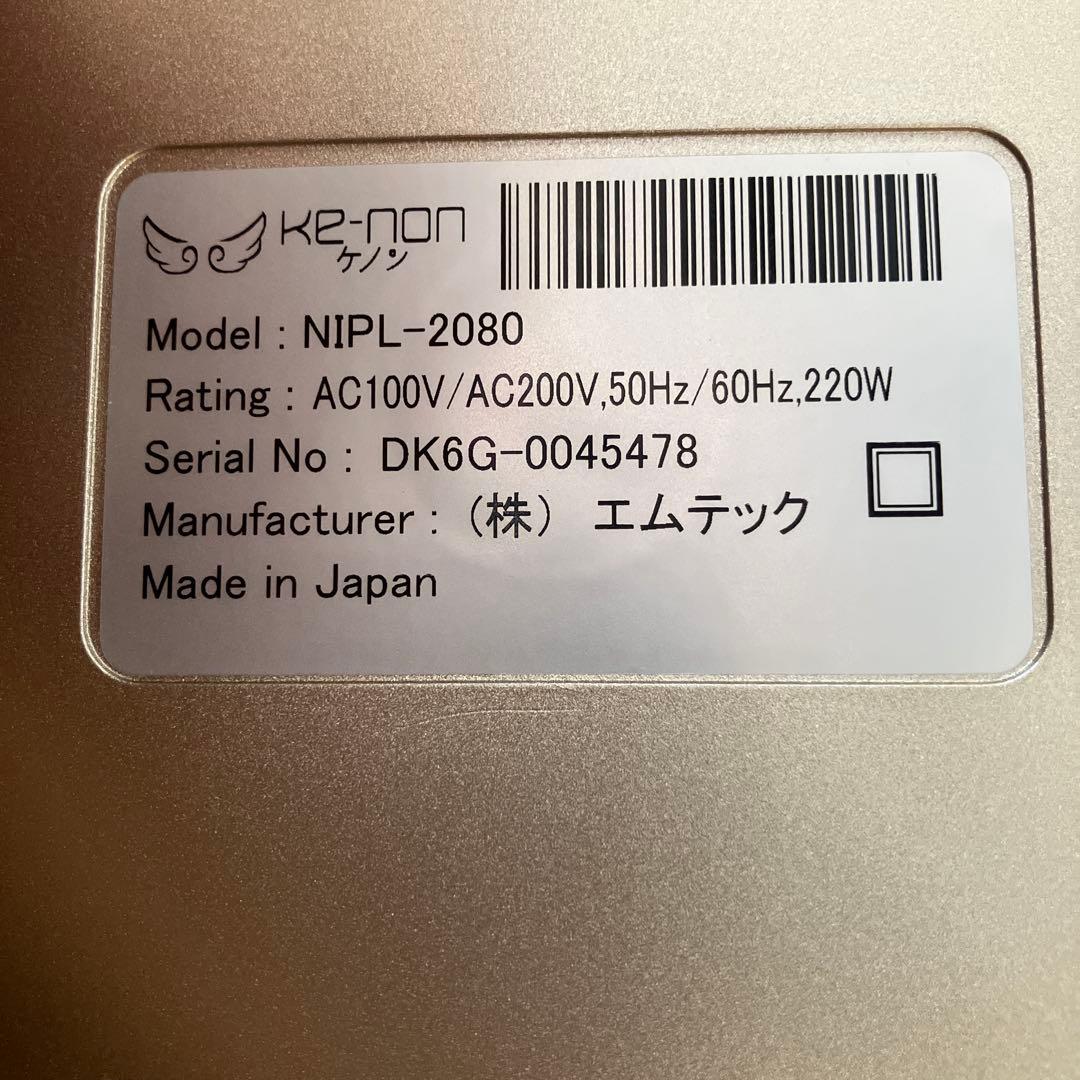 ke-non
ケノン
Model : NIPL-2080
Rating : AC100V/AC200V,50Hz/60Hz,220W
Serial No : DK6G-0045478
Manufacturer : （株） エムテック
Made in Japan